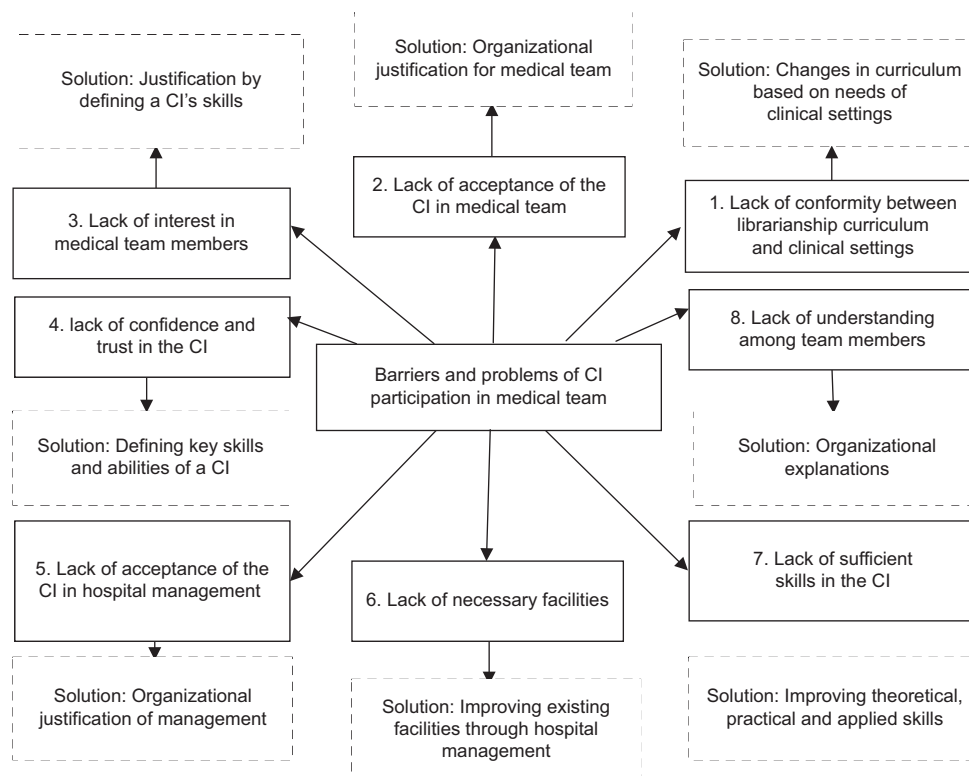 Solution: Justification by
defining a CI's skills
Solution: Organizational
justification for medical team
Solution: Changes in curriculum
based on needs of
clinical settings
3. Lack of interest in
medical team members
2. Lack of acceptance of the
CI in medical team
1. Lack of conformity between
librarianship curriculum
and clinical settings
4. lack of confidence and
trust in the CI
8. Lack of understanding
among team members
Barriers and problems of CI
participation in medical team
Solution: Defining key skills
and abilities of a CI
Solution: Organizational
explanations
5. Lack of acceptance of the
CI in hospital management
6. Lack of necessary facilities
7. Lack of sufficient
skills in the CI
Solution: Organizational
justification of management
Solution: Improving existing
facilities through hospital
management
Solution: Improving theoretical,
practical and applied skills